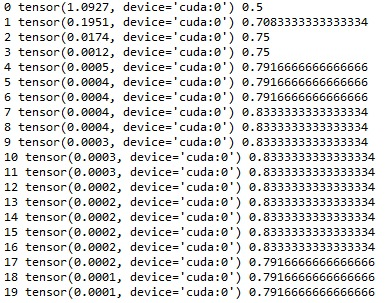 0 tensor(1.0927, device='cuda:0') 0.5
1 tensor(0.1951, device='cuda:0') 0.7083333333333334
2 tensor(0.0174, device='cuda:0') 0.75
3 tensor(0.0012, device='cuda:0') 0.75
4 tensor(0.0005, device='cuda:0') 0.7916666666666666
5 tensor(0.0004, device='cuda:0') 0.7916666666666666
6 tensor(0.0004, device='cuda:0') 0.7916666666666666
7 tensor(0.0004, device='cuda:0') 0.8333333333333334
8 tensor(0.0004, device='cuda:0') 0.8333333333333334
9 tensor(0.0003, device='cuda:0') 0.8333333333333334
10 tensor(0.0003, device='cuda:0') 0.8333333333333334
11 tensor(0.0003, device='cuda:0') 0.8333333333333334
12 tensor(0.0002, device='cuda:0') 0.8333333333333334
13 tensor(0.0002, device='cuda:0') 0.8333333333333334
14 tensor(0.0002, device='cuda:0') 0.8333333333333334
15 tensor(0.0002, device='cuda:0') 0.8333333333333334
16 tensor(0.0002, device='cuda:0') 0.8333333333333334
17 tensor(0.0002, device='cuda:0') 0.7916666666666666
18 tensor(0.0001, device='cuda:0') 0.7916666666666666
19 tensor(0.0001, device='cuda:0') 0.7916666666666666